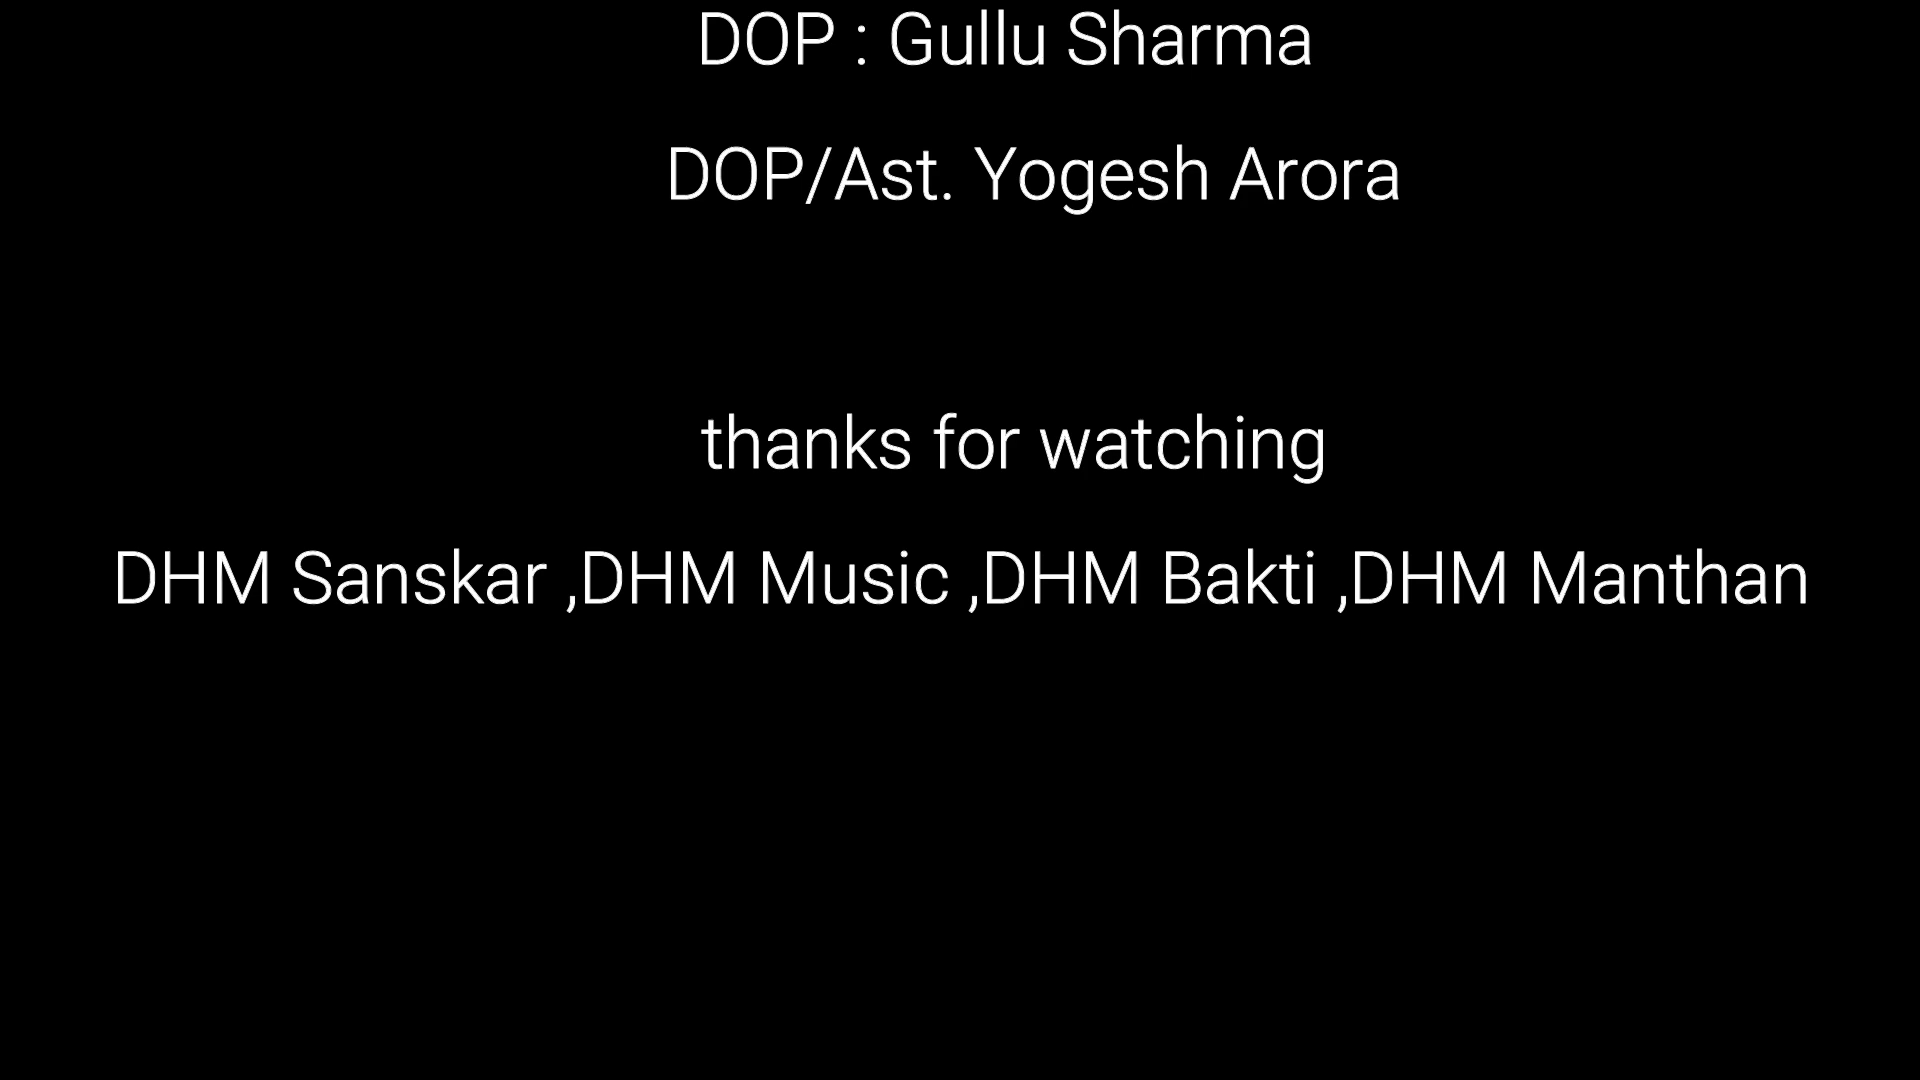 DOP : Gullu Sharma
DOP/Ast. Yogesh Arora
thanks for watching
DHM Sanskar ,DHM Music ,DHM Bakti ,DHM Manthan